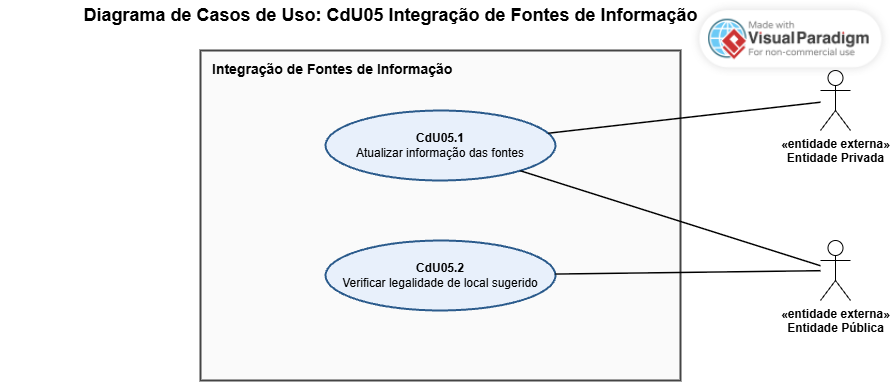 Diagrama de Casos de Uso: CdU05 Integração de Fontes de Informação
Made with
VisualParadigm
For non-commercial use
Integração de Fontes de Informação
CdU05.1
Atualizar informação das fontes
«entidade externa»
Entidade Privada
CdU05.2
Verificar legalidade de local sugerido
«entidade externa»
Entidade Pública